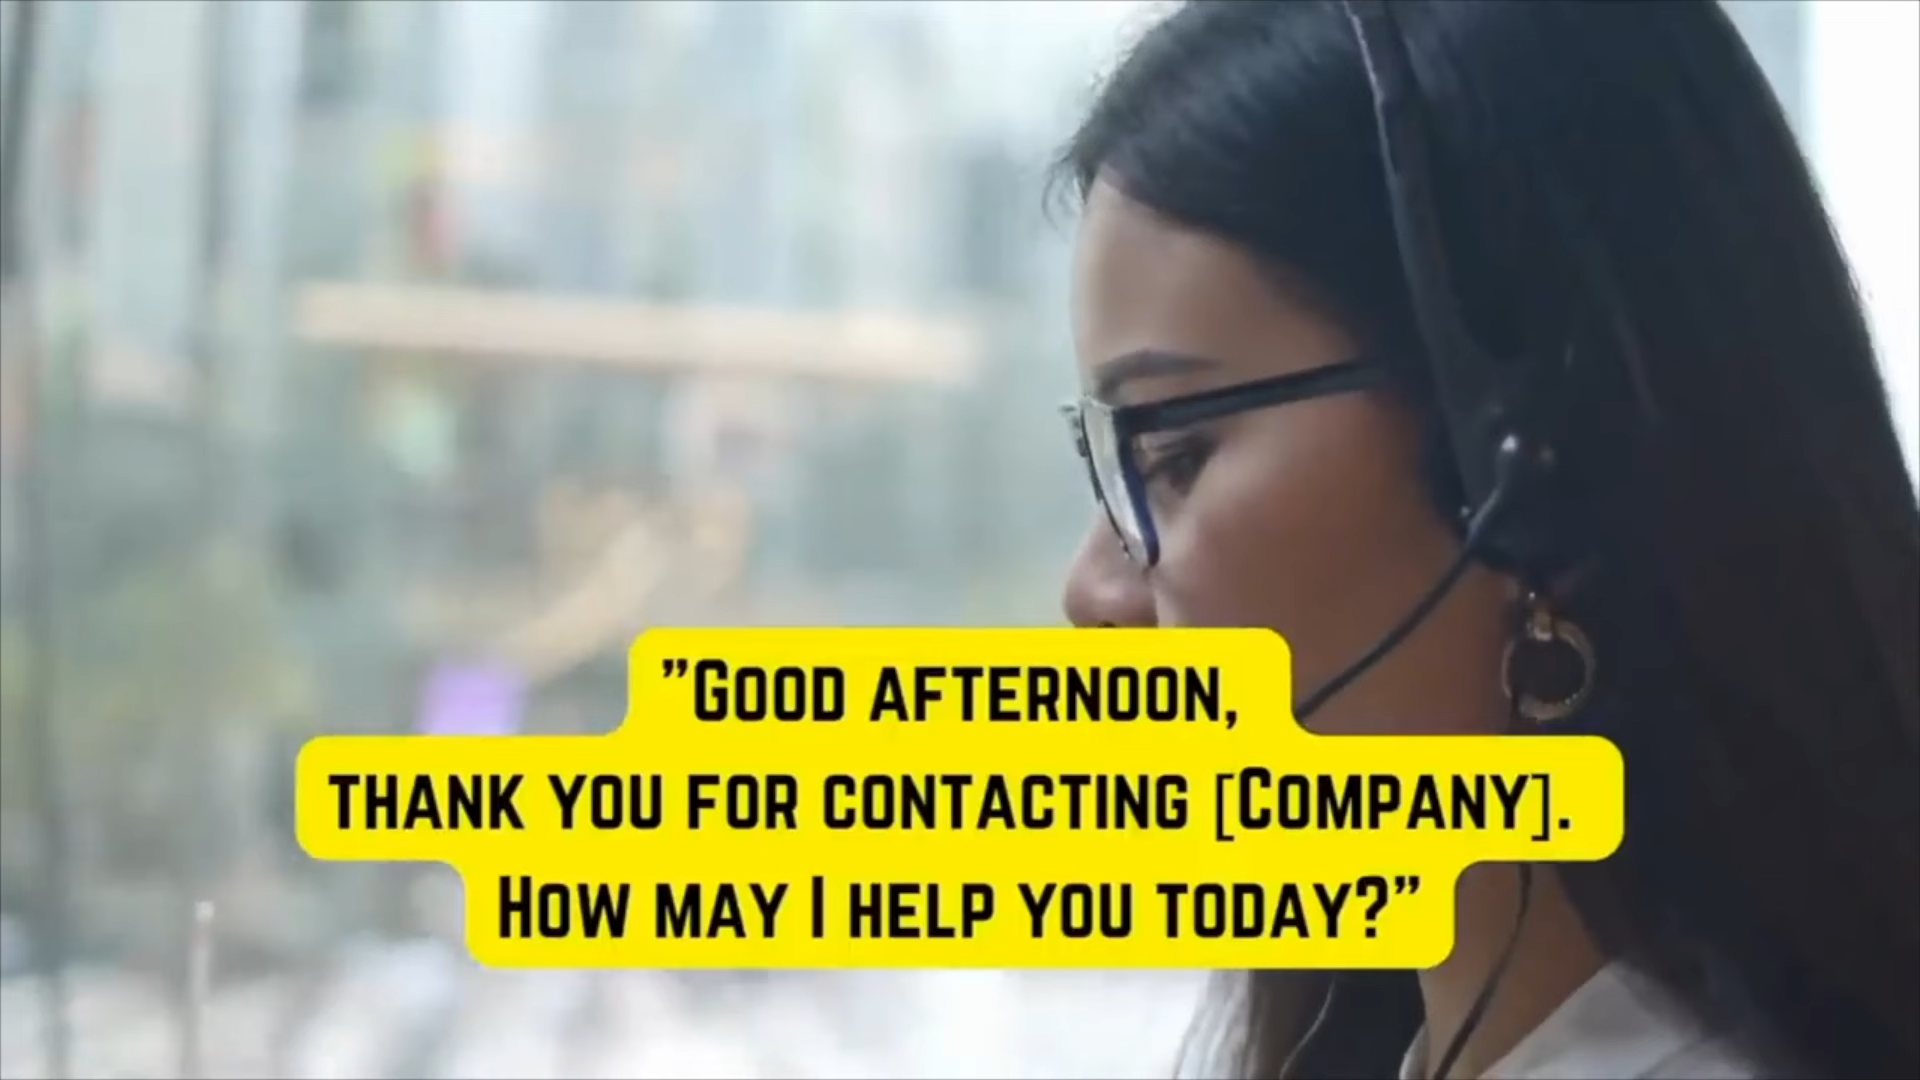 ”Good afternoon,
thank you for contacting [Company].
How may I help you today?”